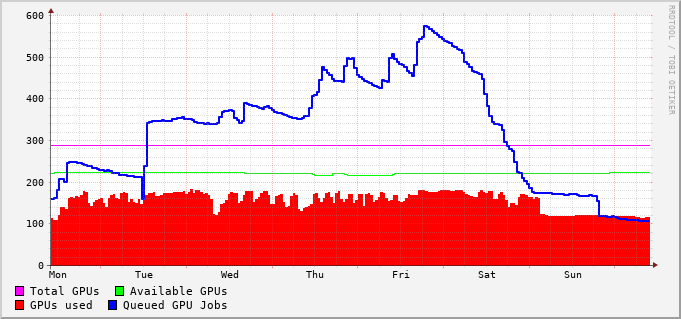 RRDTOOL / TOBI OETIKER
600
500
400
300
200
100
0
Mon Tue Wed Thu Fri Sat Sun
Total GPUs Available GPUs
GPUs used Queued GPU Jobs